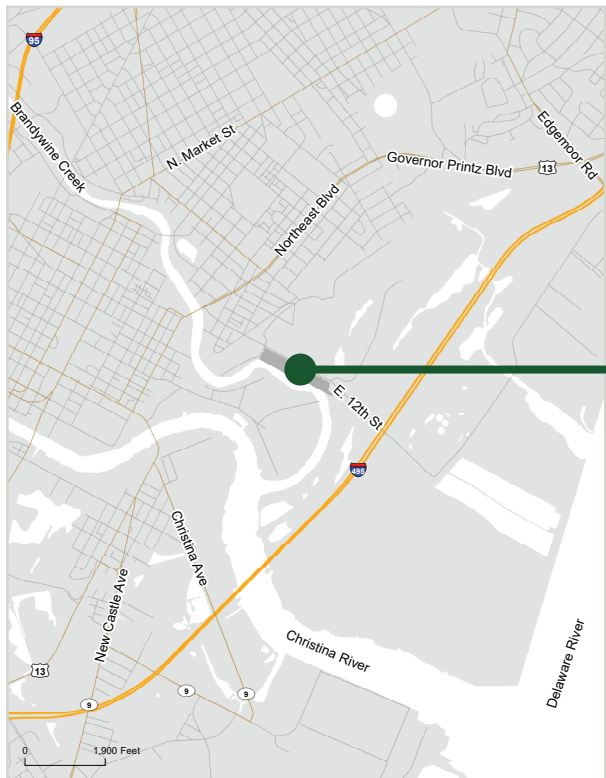 95
Brandywine Creek
N. Market St
Edgemoor Rd
Governor Printz Blvd
13
Northeast Blvd
E. 12th St
495
Christina Ave
New Castle Ave
Christina River
Delaware River
13
9
9
9
0
1,900 Feet